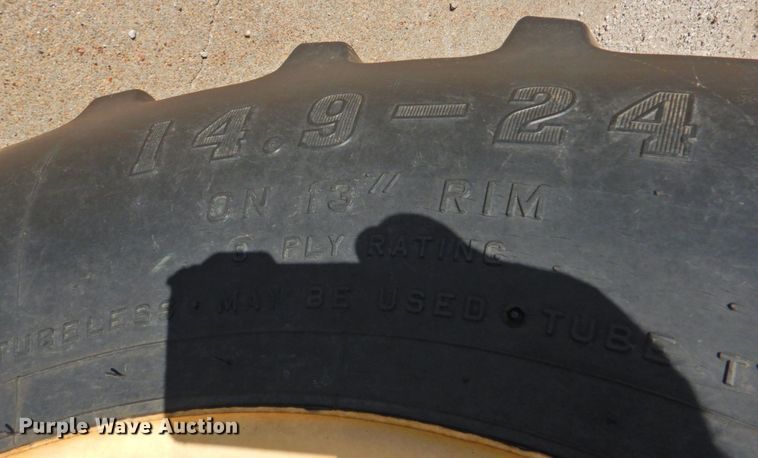 14.9-24
ON 13" RIM
6 PLY RATING
TUBELESS • MAY BE USED • TUBE T
Purple Wave Auction